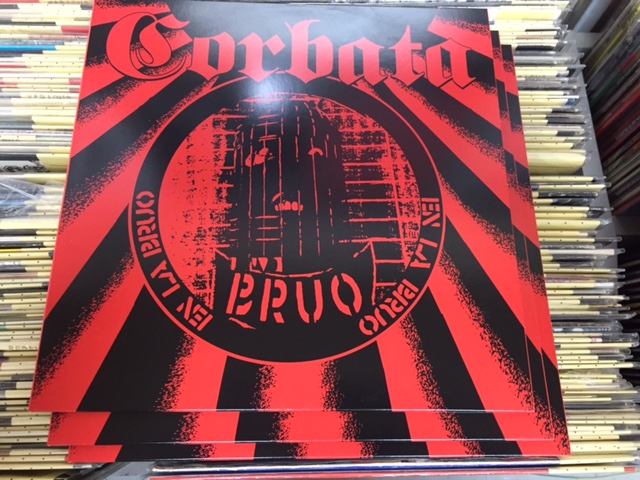 Corbata
EN LA BRUO
EN LA BRUO
BRUO